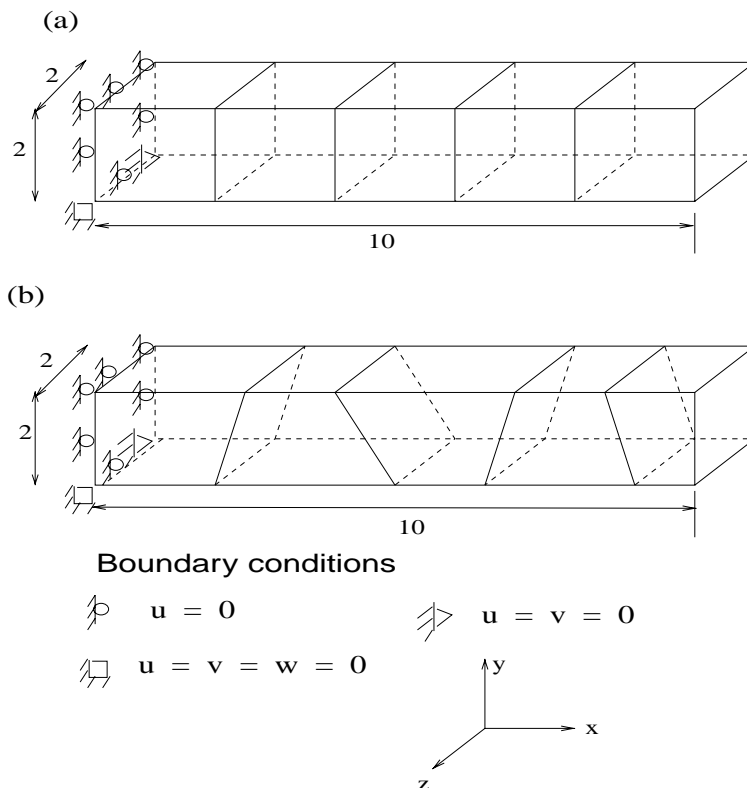 (a)
2
2
10
(b)
2
2
10
Boundary conditions
u = 0
u = v = 0
u = v = w = 0
y
x
z